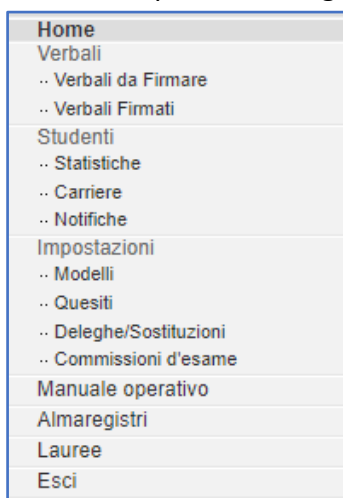 Home
Verbali
·· Verbali da Firmare
·· Verbali Firmati
Studenti
·· Statistiche
·· Carriere
·· Notifiche
Impostazioni
·· Modelli
·· Quesiti
·· Deleghe/Sostituzioni
·· Commissioni d'esame
Manuale operativo
Almaregistri
Lauree
Esci